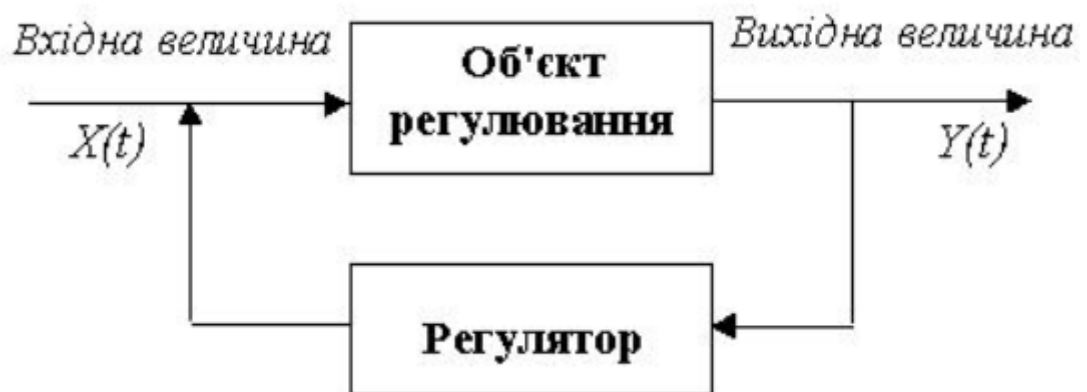 Вхідна величина
Об'єкт
регулювання
Вихідна величина
X(t)
Y(t)
Регулятор